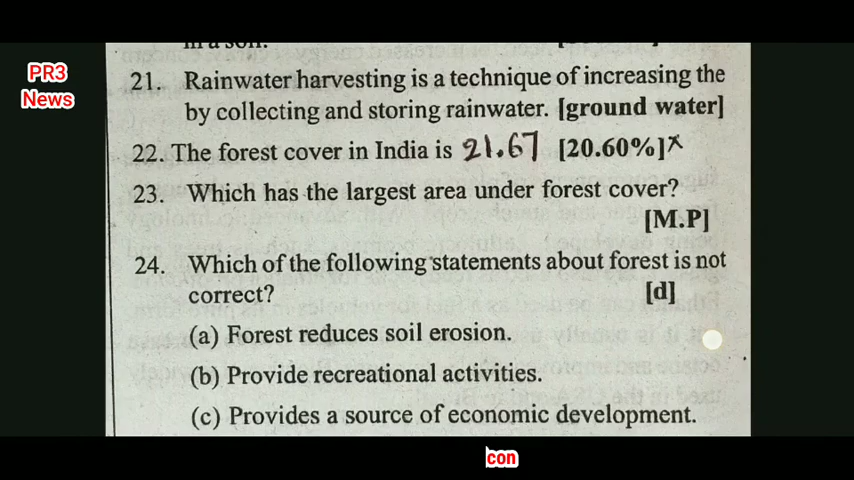 in a soil.
PR3
News
21. Rainwater harvesting is a technique of increasing the
by collecting and storing rainwater. [ground water]
22. The forest cover in India is 21.67 [20.60%]x
23. Which has the largest area under forest cover?
[M.P]
24. Which of the following statements about forest is not
correct? [d]
(a) Forest reduces soil erosion.
(b) Provide recreational activities.
(c) Provides a source of economic development.
con